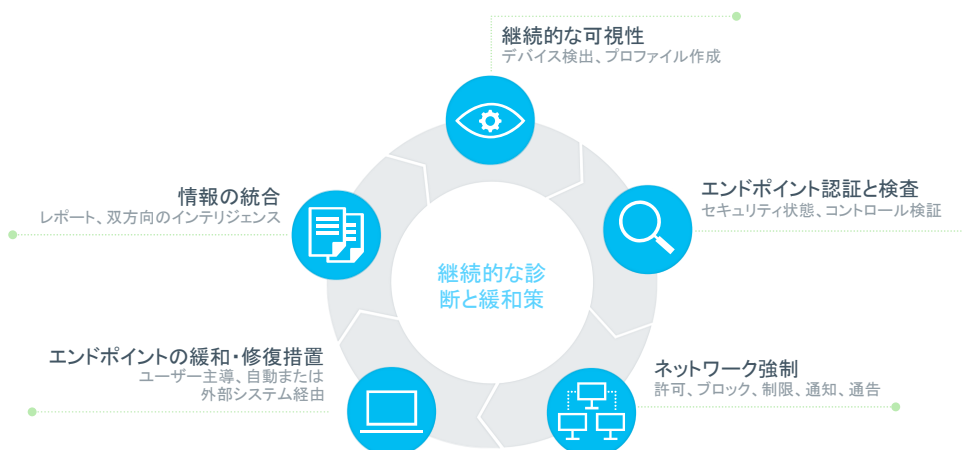 継続的な可視性
デバイス検出、プロファイル作成
エンドポイント認証と検査
セキュリティ状態、コントロール検証
ネットワーク強制
許可、ブロック、制限、通知、通告
エンドポイントの緩和・修復措置
ユーザー主導、自動または
外部システム経由
情報の統合
レポート、双方向のインテリジェンス
継続的な診
断と緩和策